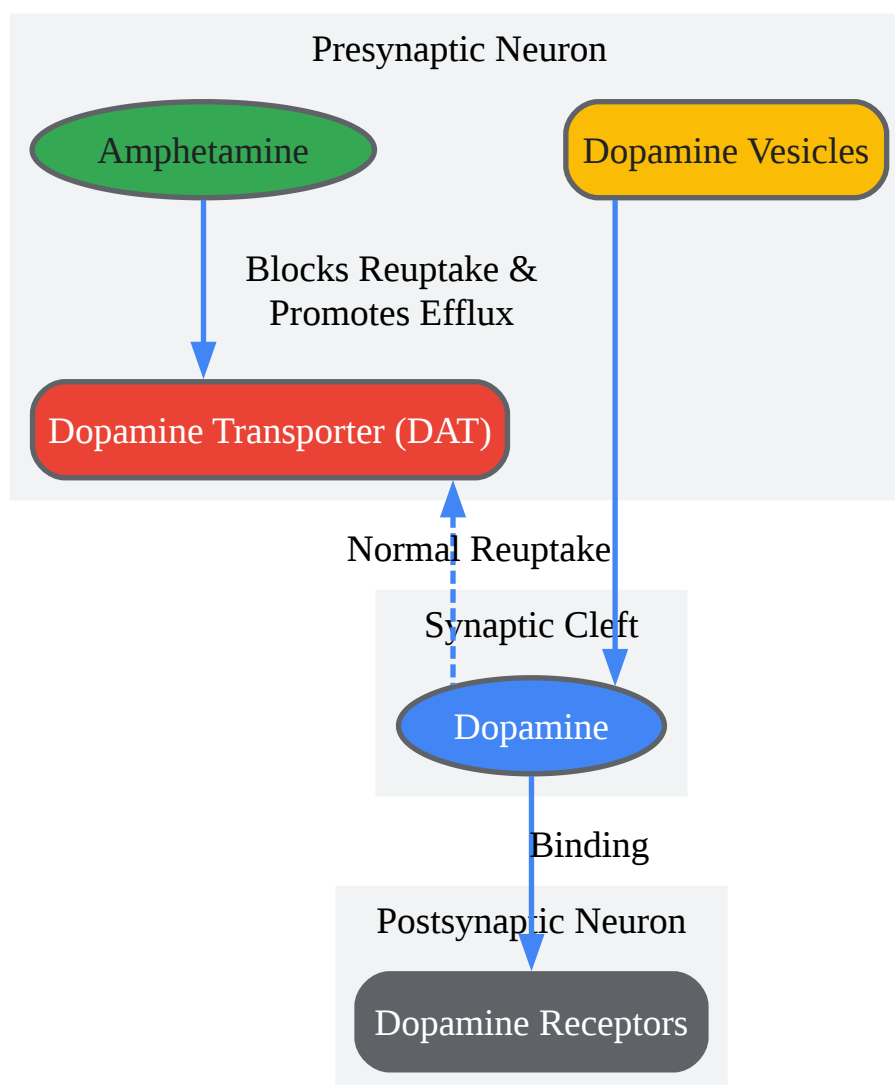 Presynaptic Neuron
Amphetamine
Dopamine Vesicles
Blocks Reuptake &
Promotes Efflux
Dopamine Transporter (DAT)
Normal Reuptake
Synaptic Cleft
Dopamine
Binding
Postsynaptic Neuron
Dopamine Receptors